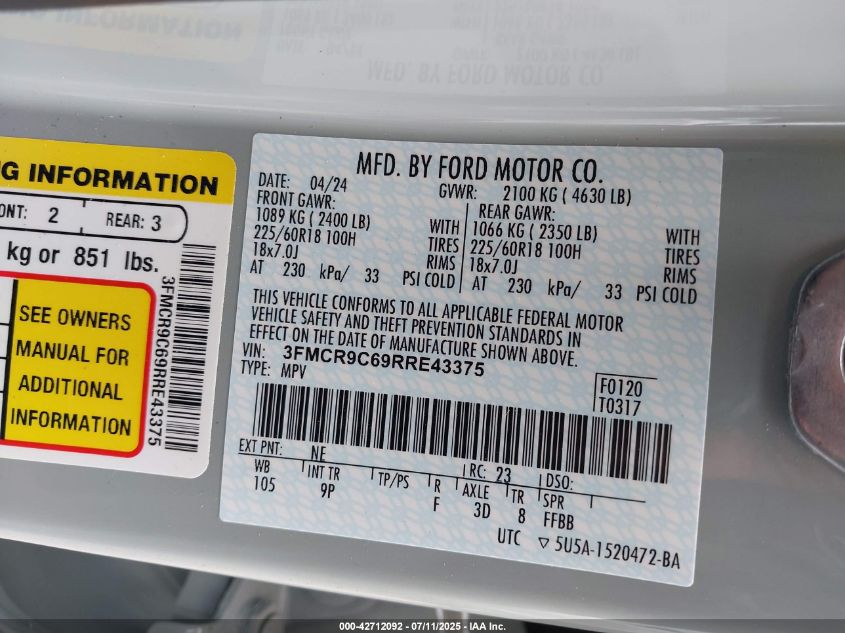 NG INFORMATION
ONT: 2 REAR: 3
kg or 851 lbs.
SEE OWNERS
MANUAL FOR
ADDITIONAL
INFORMATION
3FMCR9C69RRE43375
MFD. BY FORD MOTOR CO.
DATE: 04/24 GVWR: 2100 KG ( 4630 LB)
FRONT GAWR: REAR GAWR:
1089 KG ( 2400 LB) WITH 1066 KG ( 2350 LB) WITH
225/60R18 100H TIRES 225/60R18 100H TIRES
18x7.0J RIMS 18x7.0J RIMS
AT 230 kPa/ 33 PSI COLD AT 230 kPa/ 33 PSI COLD
THIS VEHICLE CONFORMS TO ALL APPLICABLE FEDERAL MOTOR
VEHICLE SAFETY AND THEFT PREVENTION STANDARDS IN
EFFECT ON THE DATE OF MANUFACTURE SHOWN ABOVE.
VIN: 3FMCR9C69RRE43375
TYPE: MPV
F0120
T0317
EXT PNT: NE RC: 23 DSO:
WB INT TR TP/PS R AXLE TR SPR
105 9P F 3D 8 FFBB
UTC ▽ 5U5A-1520472-BA
000-42712092 - 07/11/2025 - IAA Inc.